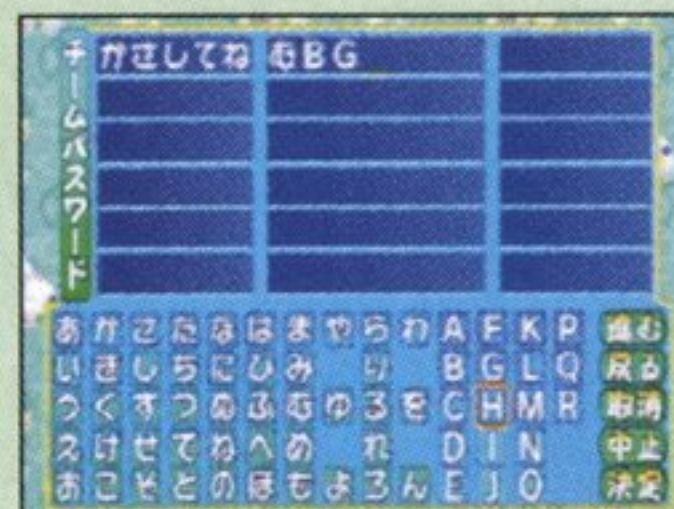 チームパスワード
かさしてね むBG
あかさたなはまやらわAFKP 進む
いきしちにひみ りBGLQ 戻る
うくすつぬふむゆるをCHMR 取消
えけせてねへめ れDIN 中止
おこそとのほもよろんEJO 決定